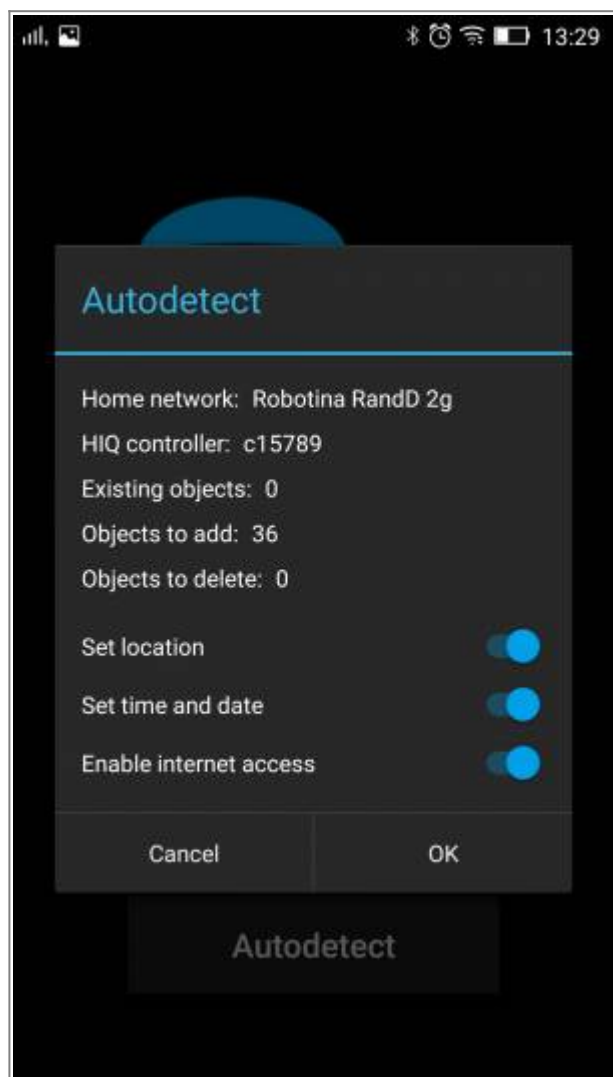 13:29
Autodetect
Home network: Robotina RandD 2g
HIQ controller: c15789
Existing objects: 0
Objects to add: 36
Objects to delete: 0
Set location
Set time and date
Enable internet access
Cancel OK
Autodetect